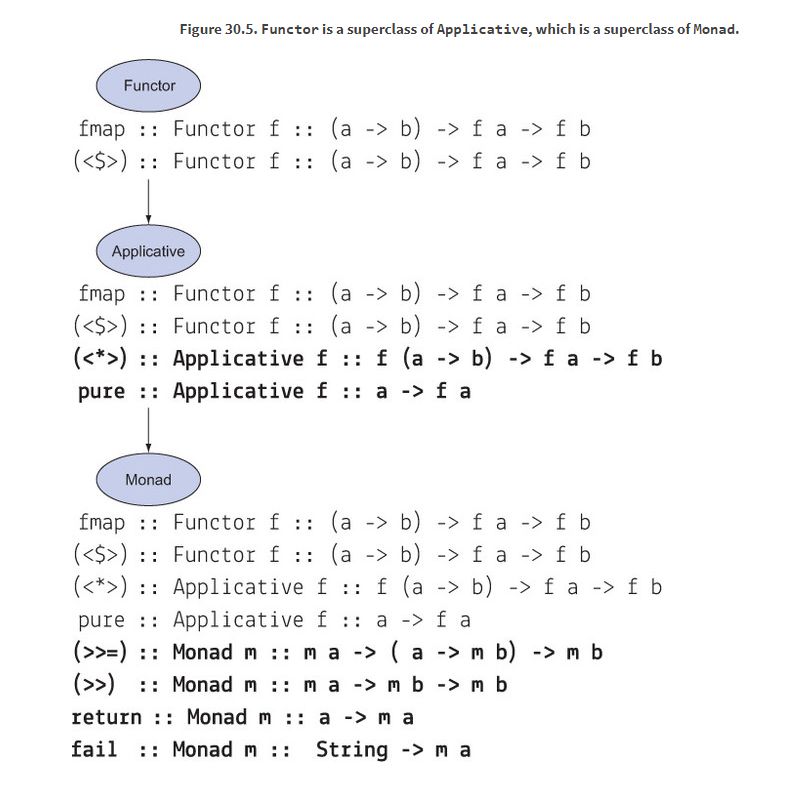 Figure 30.5. Functor is a superclass of Applicative, which is a superclass of Monad.
Functor
fmap :: Functor f :: (a -> b) -> f a -> f b
(<$>) :: Functor f :: (a -> b) -> f a -> f b
Applicative
fmap :: Functor f :: (a -> b) -> f a -> f b
(<$>) :: Functor f :: (a -> b) -> f a -> f b
(<*>) :: Applicative f :: f (a -> b) -> f a -> f b
pure :: Applicative f :: a -> f a
Monad
fmap :: Functor f :: (a -> b) -> f a -> f b
(<$>) :: Functor f :: (a -> b) -> f a -> f b
(<*>) :: Applicative f :: f (a -> b) -> f a -> f b
pure :: Applicative f :: a -> f a
(>>=) :: Monad m :: m a -> ( a -> m b) -> m b
(>>) :: Monad m :: m a -> m b -> m b
return :: Monad m :: a -> m a
fail :: Monad m :: String -> m a